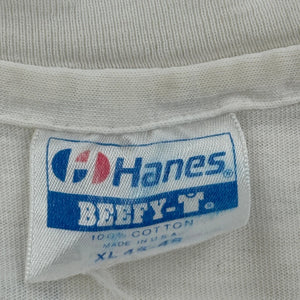 Hanes
BEEFY-T®
100% COTTON
MADE IN U.S.A.
XL 46-48